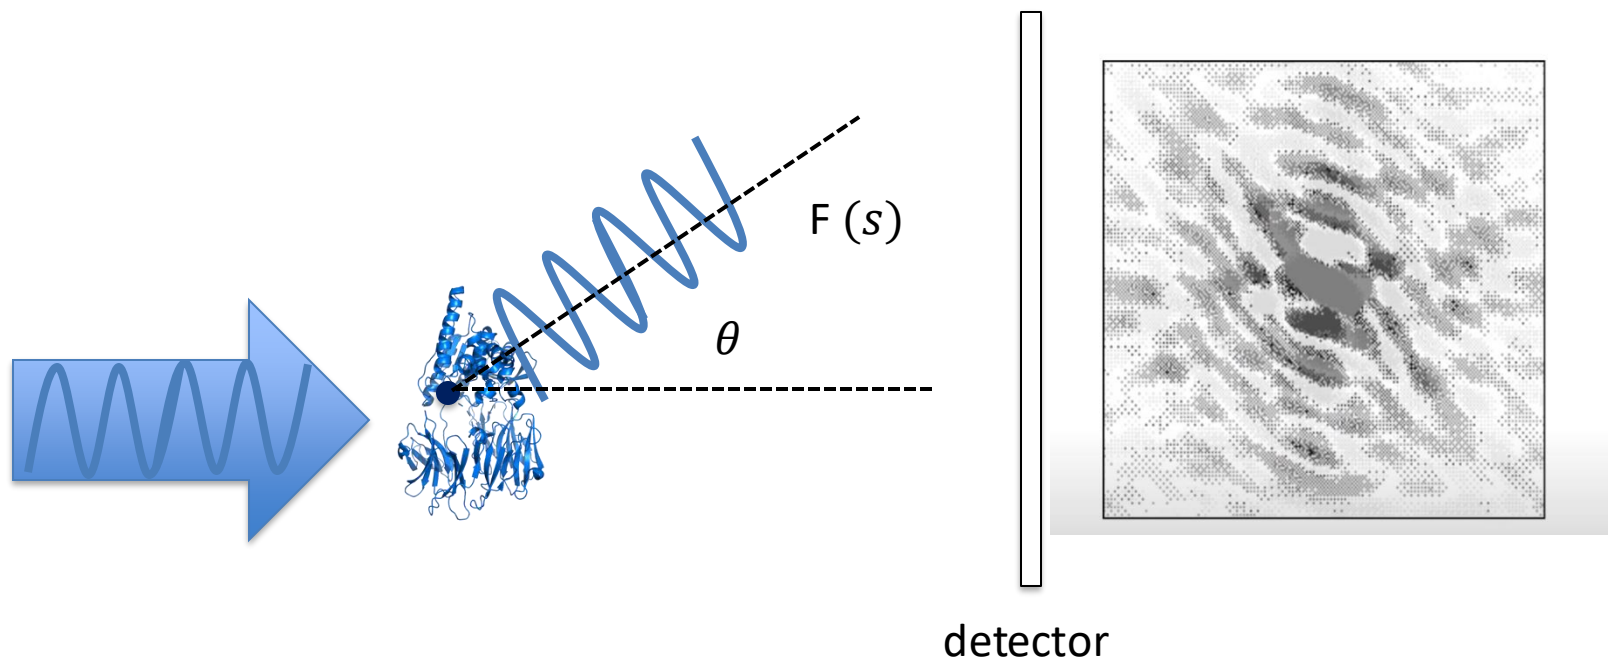 F (s)
θ
detector